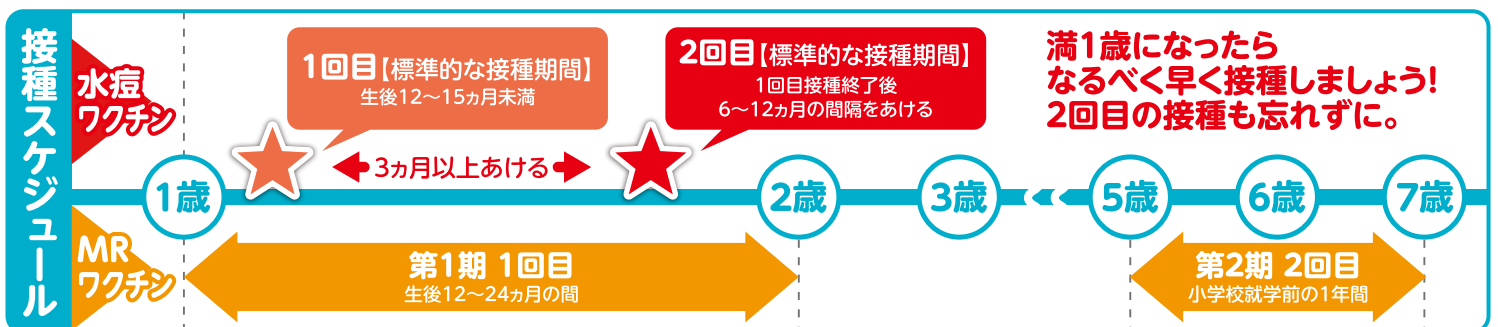 接種スケジュール
水痘
ワクチン
1回目【標準的な接種期間】
生後12～15ヵ月未満
2回目【標準的な接種期間】
1回目接種終了後
6～12ヵ月の間隔をあける
満1歳になったら
なるべく早く接種しましょう!
2回目の接種も忘れずに。
3ヵ月以上あける
1歳
2歳
3歳
5歳
6歳
7歳
MR
ワクチン
第1期 1回目
生後12～24ヵ月の間
第2期 2回目
小学校就学前の1年間